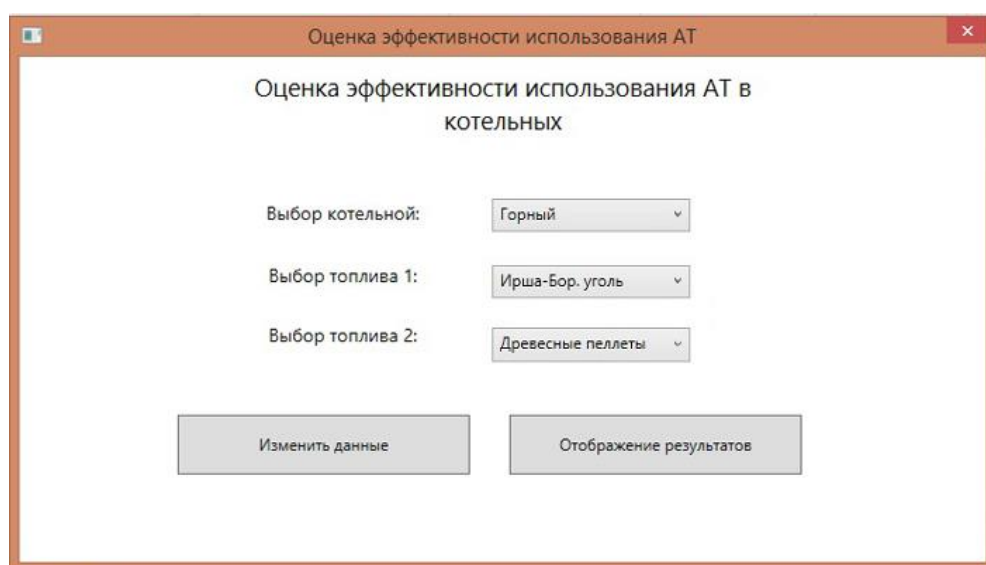 Оценка эффективности использования АТ
Оценка эффективности использования АТ в
котельных
Выбор котельной:
Горный
Выбор топлива 1:
Ирша-Бор. уголь
Выбор топлива 2:
Древесные пеллеты
Изменить данные
Отображение результатов